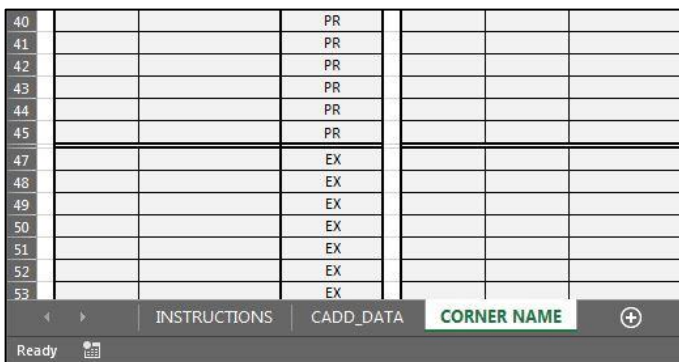 40 PR
41 PR
42 PR
43 PR
44 PR
45 PR
47 EX
48 EX
49 EX
50 EX
51 EX
52 EX
53 EX
INSTRUCTIONS CADD_DATA CORNER NAME
Ready